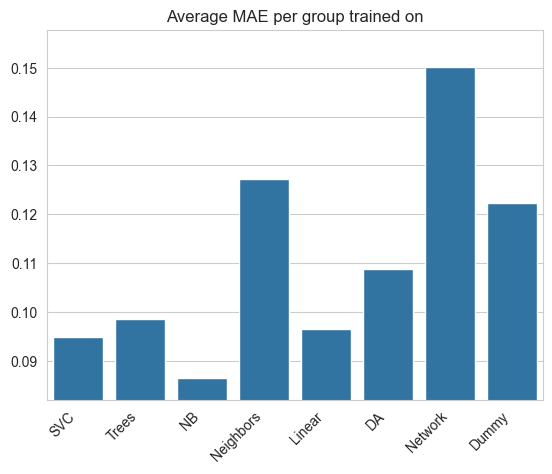 Average MAE per group trained on
0.15
0.14
0.13
0.12
0.11
0.10
0.09
SVC
Trees
NB
Neighbors
Linear
DA
Network
Dummy